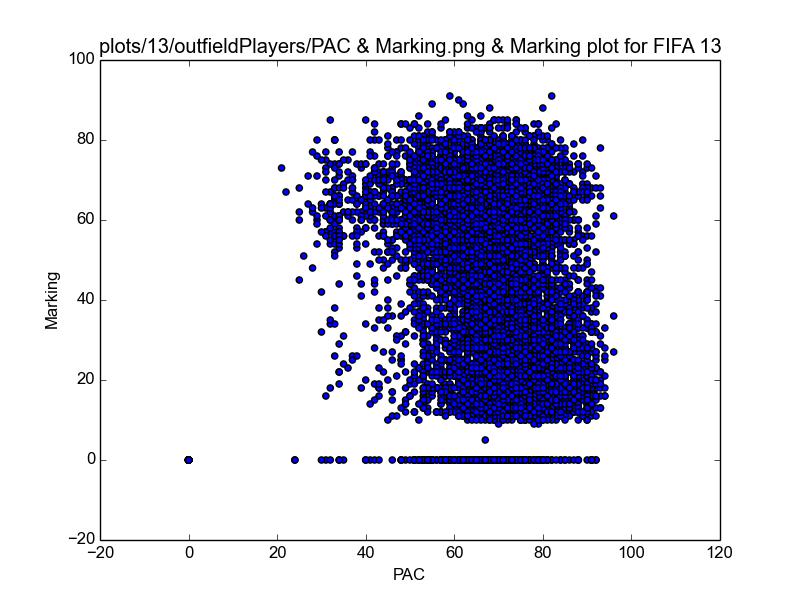 plots/13/outfieldPlayers/PAC & Marking.png & Marking plot for FIFA 13
100
80
60
40
20
0
−20
−20 0 20 40 60 80 100 120
Marking
PAC